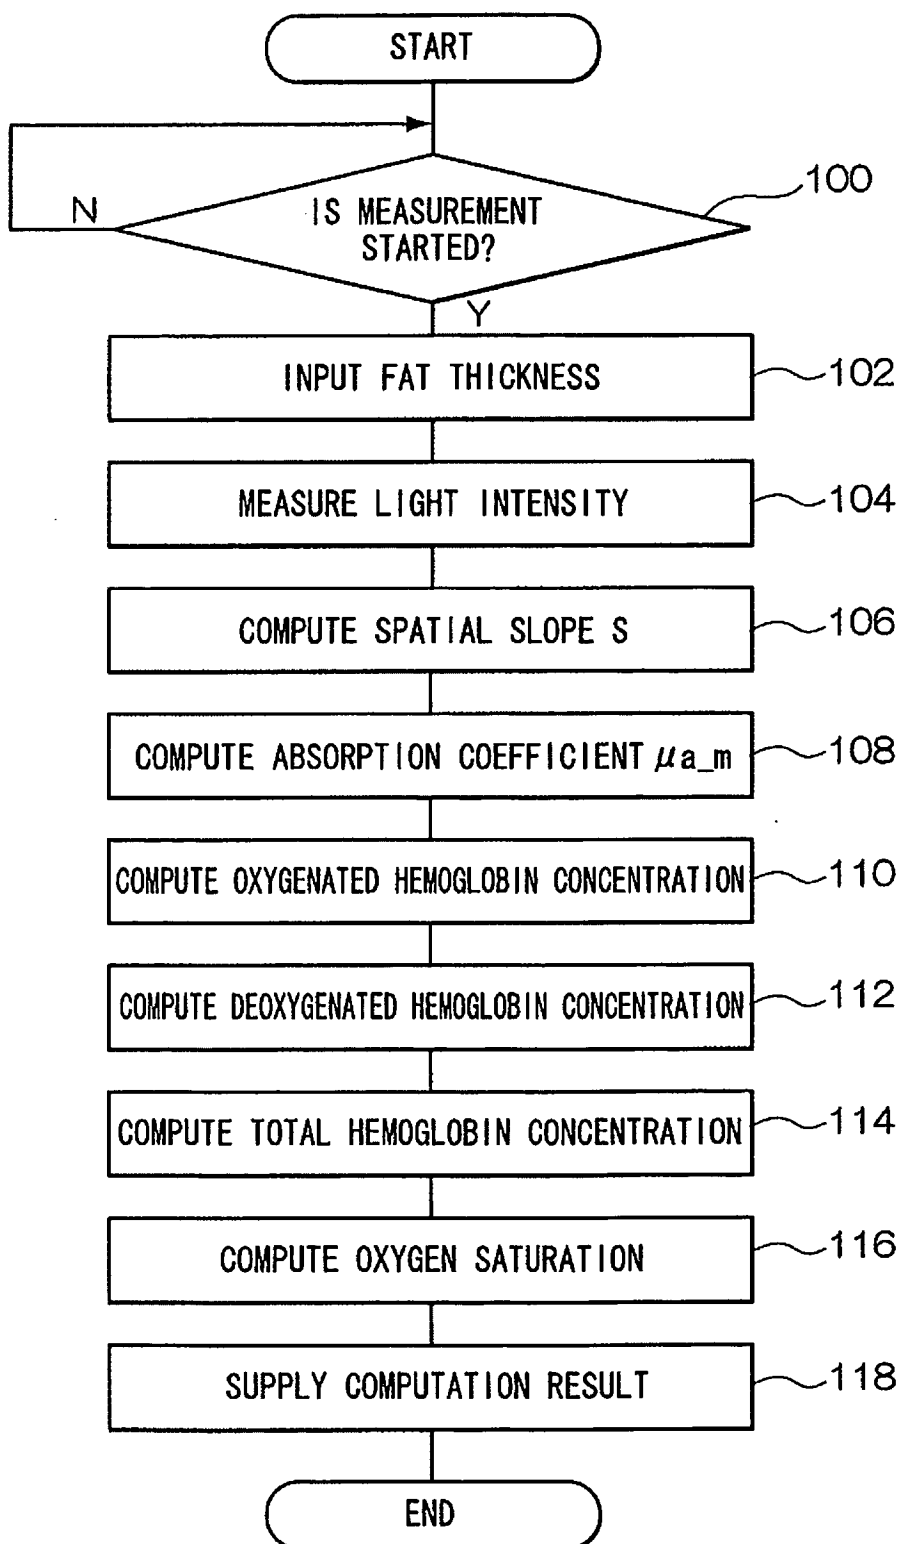 START
100
N
IS MEASUREMENT
STARTED?
Y
INPUT FAT THICKNESS
102
MEASURE LIGHT INTENSITY
104
COMPUTE SPATIAL SLOPE S
106
COMPUTE ABSORPTION COEFFICIENT μa_m
108
COMPUTE OXYGENATED HEMOGLOBIN CONCENTRATION
110
COMPUTE DEOXYGENATED HEMOGLOBIN CONCENTRATION
112
COMPUTE TOTAL HEMOGLOBIN CONCENTRATION
114
COMPUTE OXYGEN SATURATION
116
SUPPLY COMPUTATION RESULT
118
END